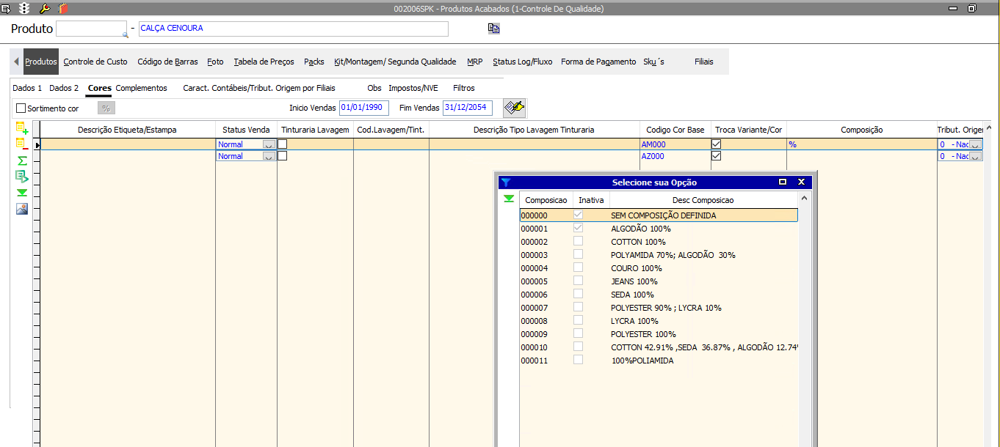 002006SPK - Produtos Acabados (1-Controle De Qualidade)
Produto - CALÇA CENOURA
Produtos Controle de Custo Código de Barras Foto Tabela de Preços Packs Kit/Montagem/ Segunda Qualidade MRP Status Log/Fluxo Forma de Pagamento Sku´s Filiais
Dados 1 Dados 2 Cores Complementos Caract. Contábeis/Tribut. Origem por Filiais Obs Impostos/NVE Filtros
Sortimento cor % Inicio Vendas 01/01/1990 Fim Vendas 31/12/2054
Descrição Etiqueta/Estampa Status Venda Tinturaria Lavagem Cod.Lavagem/Tint. Descrição Tipo Lavagem Tinturaria Codigo Cor Base Troca Variante/Cor Composição Tribut. Origer
Normal AM000 % 0 - Nac
Normal AZ000 0 - Nac
Selecione sua Opção
Composicao Inativa Desc Composicao
000000 SEM COMPOSIÇÃO DEFINIDA
000001 ALGODÃO 100%
000002 COTTON 100%
000003 POLYAMIDA 70%; ALGODÃO 30%
000004 COURO 100%
000005 JEANS 100%
000006 SEDA 100%
000007 POLYESTER 90% ; LYCRA 10%
000008 LYCRA 100%
000009 POLYESTER 100%
000010 COTTON 42.91% ,SEDA 36.87% , ALGODÃO 12.74%
000011 100%POLIAMIDA